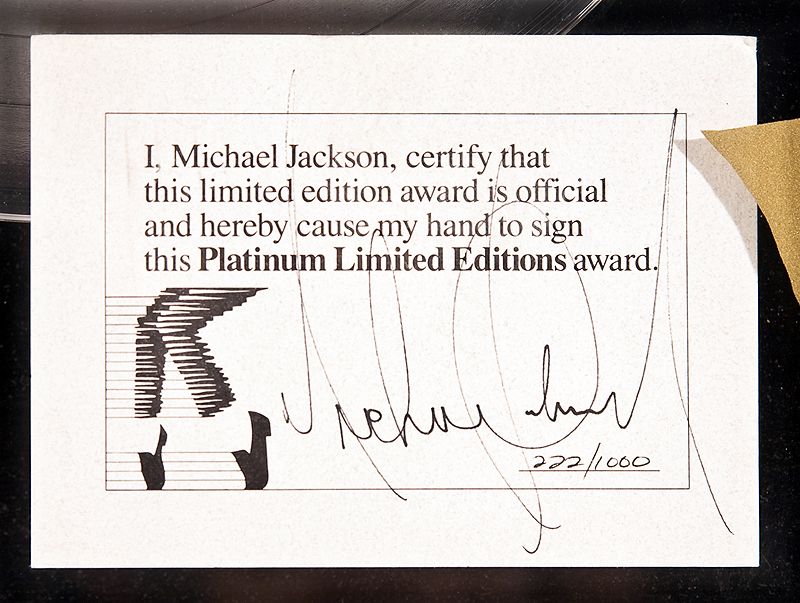 I, Michael Jackson, certify that
this limited edition award is official
and hereby cause my hand to sign
this Platinum Limited Editions award.
222/1000